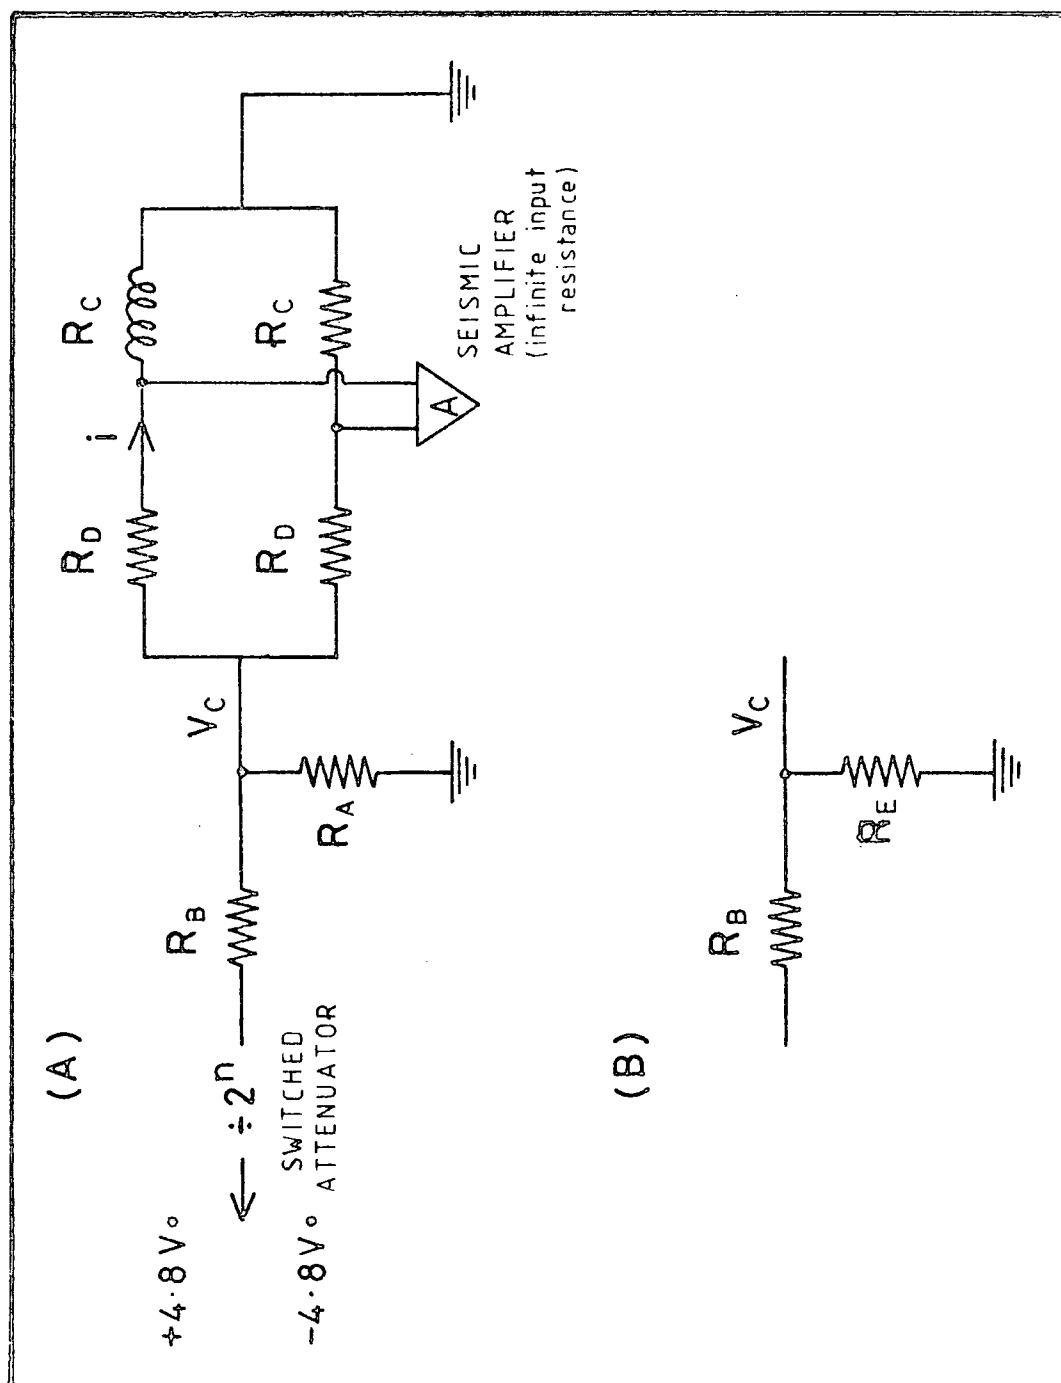 (A)
+4·8V
-4·8V
÷2ⁿ
SWITCHED
ATTENUATOR
R_B
R_A
V_C
R_D
i
R_C
R_D
R_C
A
SEISMIC
AMPLIFIER
(infinite input
resistance)
(B)
R_B
V_C
R_E